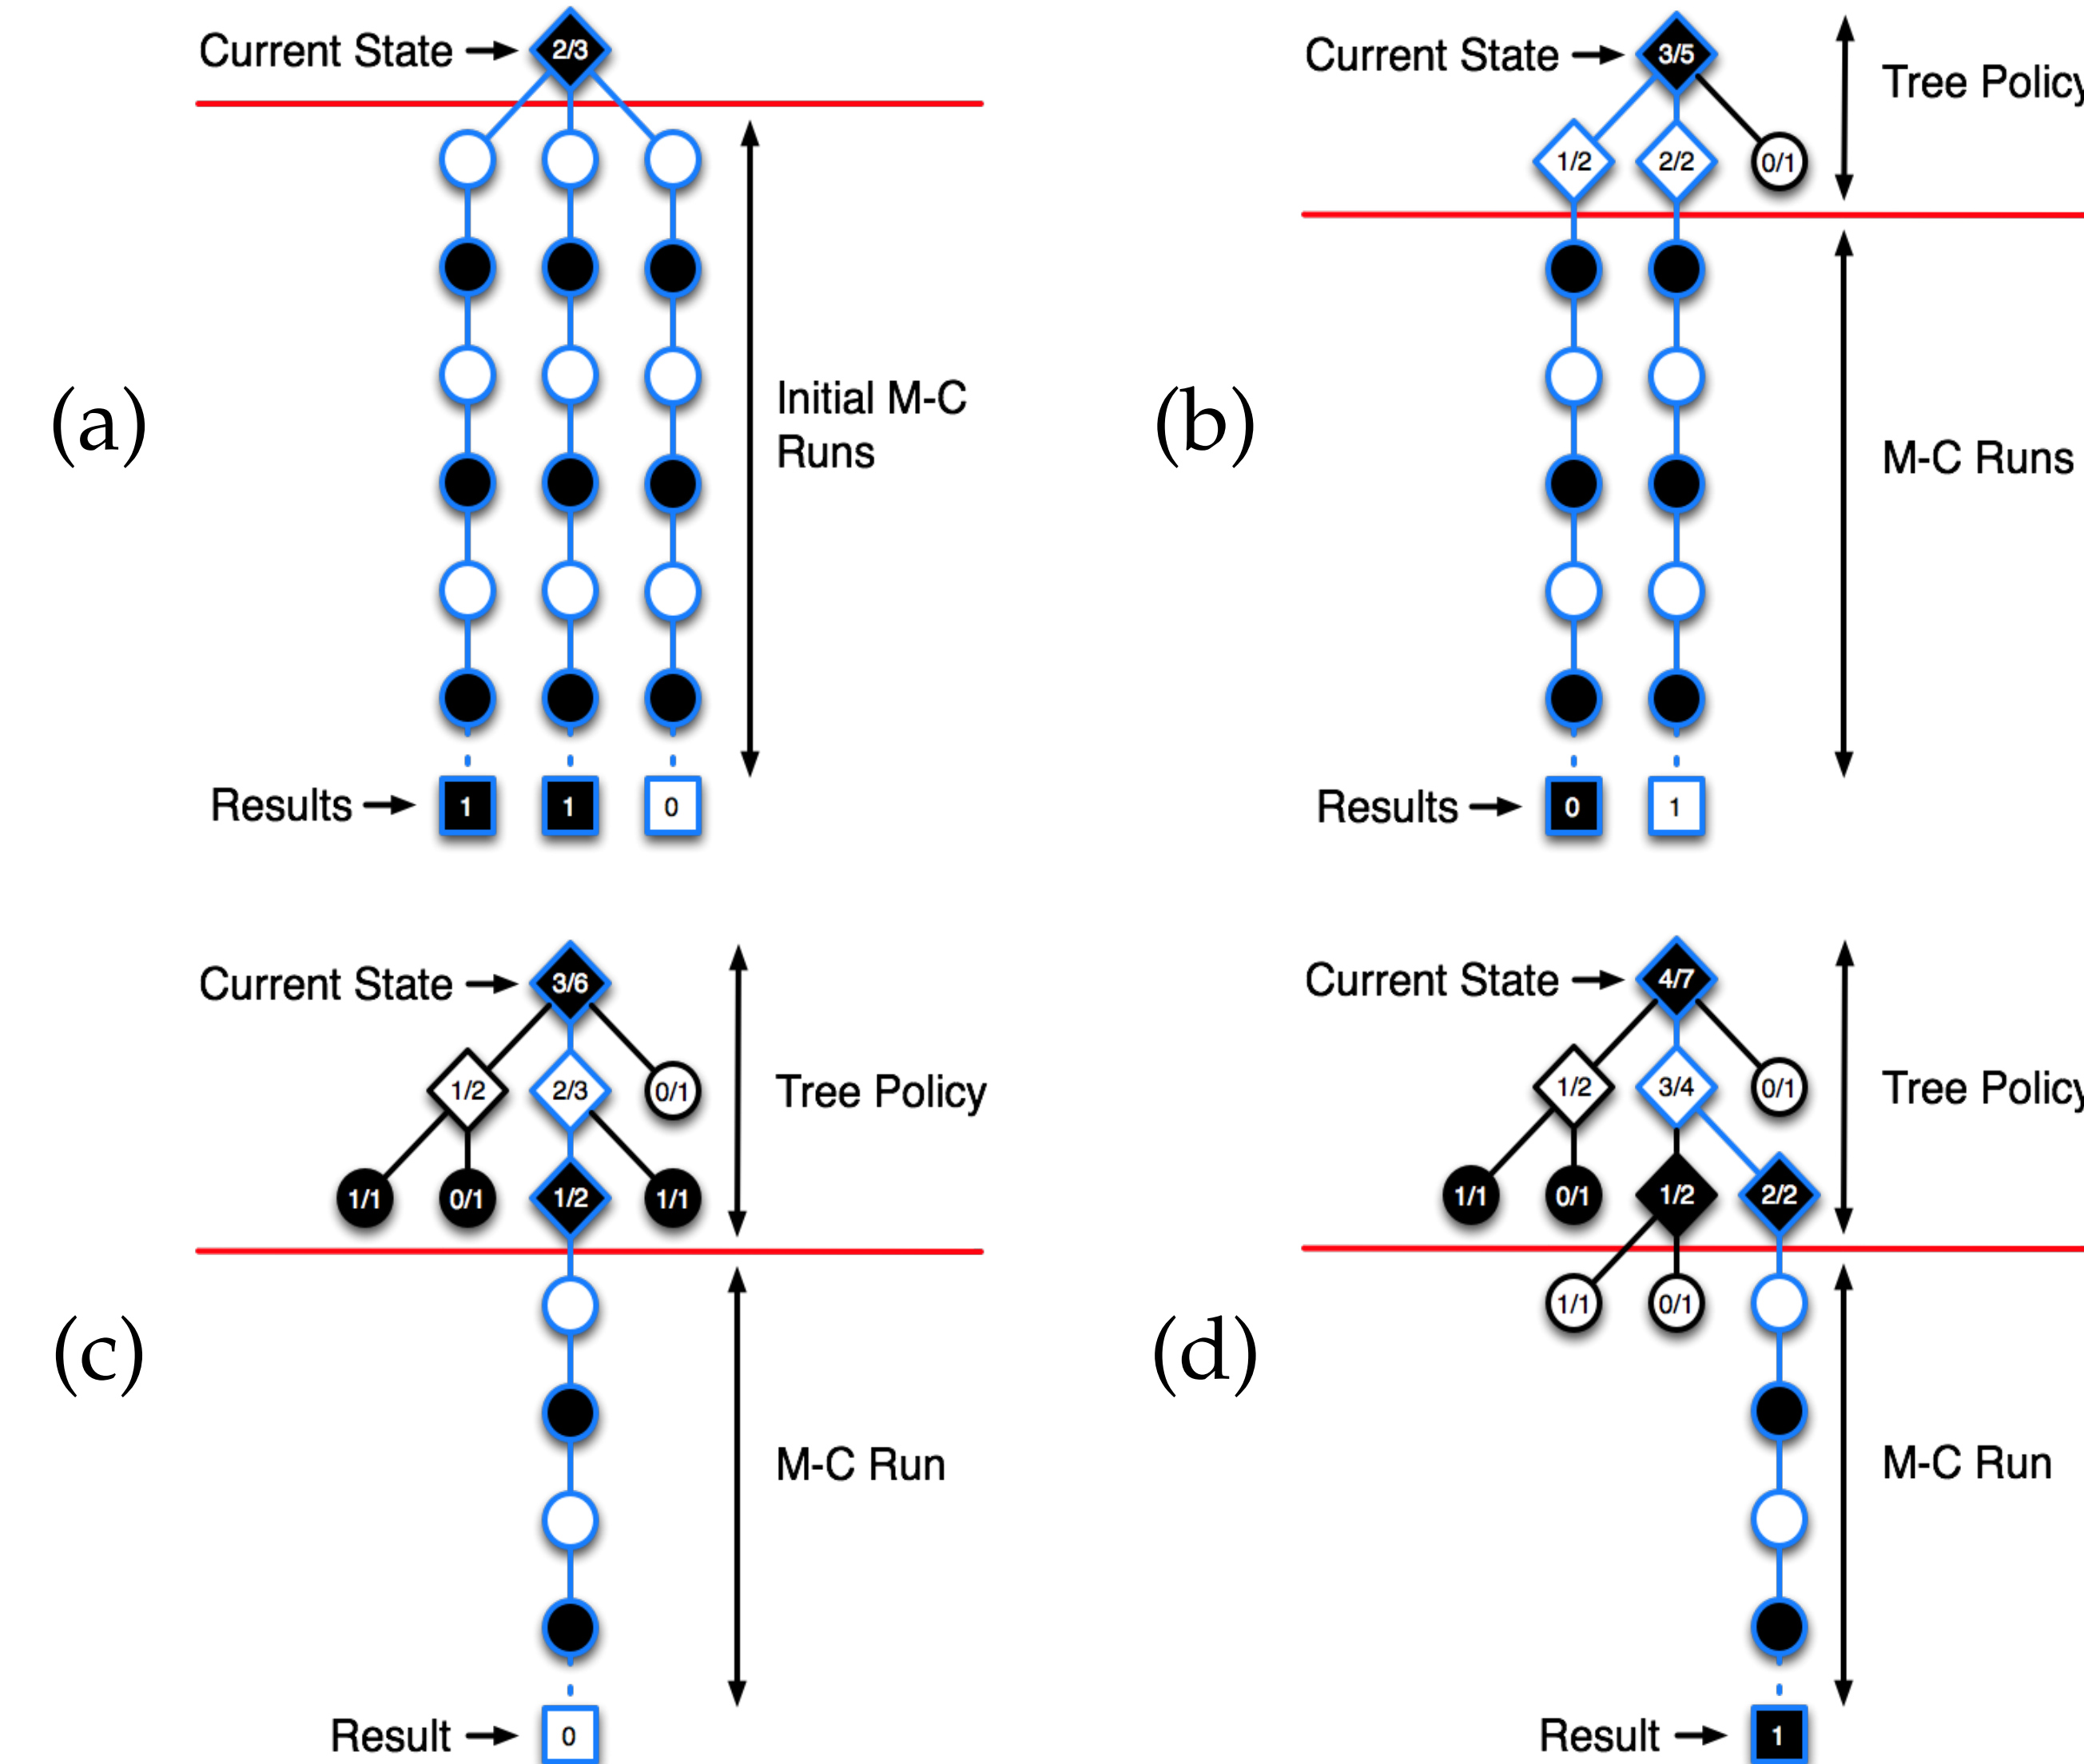 (a)
Current State
2/3
Initial M-C
Runs
Results
1
1
0
(b)
Current State
3/5
Tree Policy
1/2
2/2
0/1
M-C Runs
Results
0
1
(c)
Current State
3/6
Tree Policy
1/2
2/3
0/1
1/1
0/1
1/2
1/1
M-C Run
Result
0
(d)
Current State
4/7
Tree Policy
1/2
3/4
0/1
1/1
0/1
1/2
2/2
1/1
0/1
M-C Run
Result
1